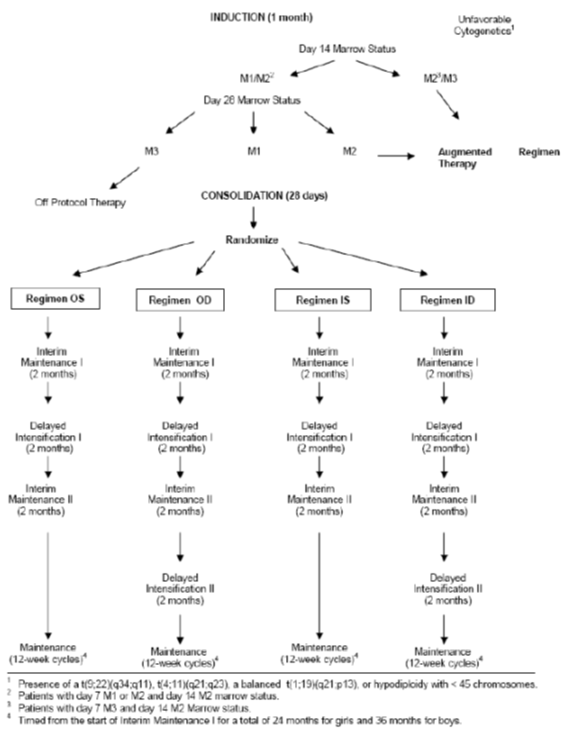 INDUCTION (1 month)
Unfavorable
Cytogenetics1
Day 14 Marrow Status
M1/M22
M23/M3
Day 28 Marrow Status
M3
M1
M2
Augmented Regimen
Therapy
Off Protocol Therapy
CONSOLIDATION (28 days)
Randomize
Regimen OS
Regimen OD
Regimen IS
Regimen ID
Interim
Maintenance I
(2 months)
Interim
Maintenance I
(2 months)
Interim
Maintenance I
(2 months)
Interim
Maintenance I
(2 months)
Delayed
Intensification I
(2 months)
Delayed
Intensification I
(2 months)
Delayed
Intensification I
(2 months)
Delayed
Intensification I
(2 months)
Interim
Maintenance II
(2 months)
Interim
Maintenance II
(2 months)
Interim
Maintenance II
(2 months)
Interim
Maintenance II
(2 months)
Delayed
Intensification II
(2 months)
Delayed
Intensification II
(2 months)
Maintenance
(12-week cycles)4
Maintenance
(12-week cycles)4
Maintenance
(12-week cycles)4
Maintenance
(12-week cycles)4
1 Presence of a t(9;22)(q34;q11), t(4;11)(q21;q23), a balanced t(1;19)(q21;p13), or hypodiploidy with < 45 chromosomes.
2 Patients with day 7 M1 or M2 and day 14 M2 marrow status.
3 Patients with day 7 M3 and day 14 M2 Marrow status.
4 Timed from the start of Interim Maintenance I for a total of 24 months for girls and 36 months for boys.